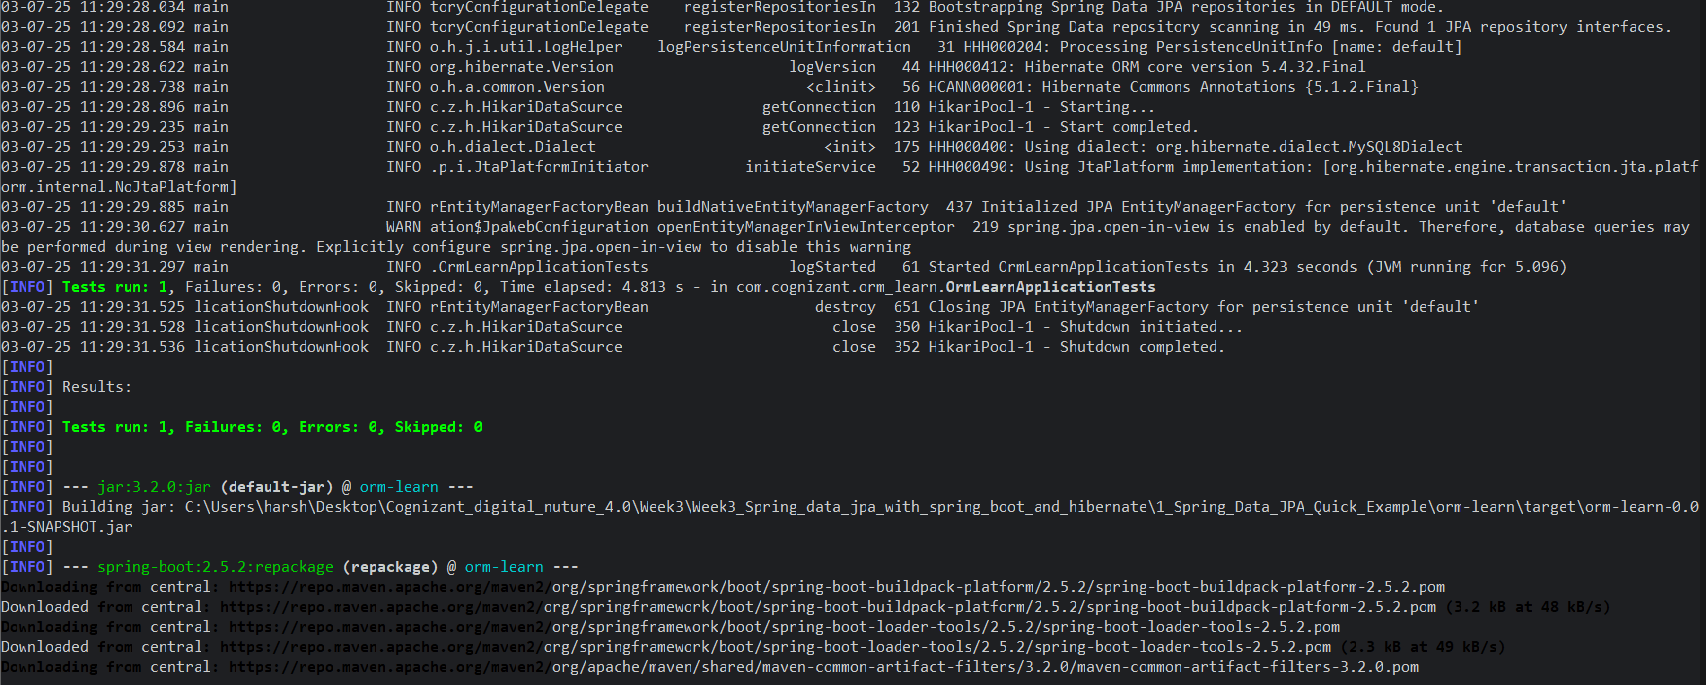 03-07-25 11:29:28.034 main                  INFO toryConfigurationDelegate    registerRepositoriesIn  132 Bootstrapping Spring Data JPA repositories in DEFAULT mode.
03-07-25 11:29:28.092 main                  INFO toryConfigurationDelegate    registerRepositoriesIn  201 Finished Spring Data repository scanning in 49 ms. Found 1 JPA repository interfaces.
03-07-25 11:29:28.584 main                  INFO o.h.j.i.util.LogHelper    logPersistenceUnitInformation   31 HHH000204: Processing PersistenceUnitInfo [name: default]
03-07-25 11:29:28.622 main                  INFO org.hibernate.Version                    logVersion   44 HHH000412: Hibernate ORM core version 5.4.32.Final
03-07-25 11:29:28.738 main                  INFO o.h.a.common.Version                       <clinit>   56 HCANN000001: Hibernate Commons Annotations {5.1.2.Final}
03-07-25 11:29:28.896 main                  INFO c.z.h.HikariDataSource                getConnection  110 HikariPool-1 - Starting...
03-07-25 11:29:29.235 main                  INFO c.z.h.HikariDataSource                getConnection  123 HikariPool-1 - Start completed.
03-07-25 11:29:29.253 main                  INFO o.h.dialect.Dialect                          <init>  175 HHH000400: Using dialect: org.hibernate.dialect.MySQL8Dialect
03-07-25 11:29:29.878 main                  INFO .p.i.JtaPlatformInitiator           initiateService   52 HHH000490: Using JtaPlatform implementation: [org.hibernate.engine.transaction.jta.platf
orm.internal.NoJtaPlatform]
03-07-25 11:29:29.885 main                  INFO rEntityManagerFactoryBean buildNativeEntityManagerFactory  437 Initialized JPA EntityManagerFactory for persistence unit 'default'
03-07-25 11:29:30.627 main                  WARN ation$JpaWebConfiguration openEntityManagerInViewInterceptor  219 spring.jpa.open-in-view is enabled by default. Therefore, database queries may
be performed during view rendering. Explicitly configure spring.jpa.open-in-view to disable this warning
03-07-25 11:29:31.297 main                  INFO .OrmLearnApplicationTests                logStarted   61 Started OrmLearnApplicationTests in 4.323 seconds (JVM running for 5.096)
[INFO] Tests run: 1, Failures: 0, Errors: 0, Skipped: 0, Time elapsed: 4.813 s - in com.cognizant.orm_learn.OrmLearnApplicationTests
03-07-25 11:29:31.525 licationShutdownHook  INFO rEntityManagerFactoryBean                   destroy  651 Closing JPA EntityManagerFactory for persistence unit 'default'
03-07-25 11:29:31.528 licationShutdownHook  INFO c.z.h.HikariDataSource                        close  350 HikariPool-1 - Shutdown initiated...
03-07-25 11:29:31.536 licationShutdownHook  INFO c.z.h.HikariDataSource                        close  352 HikariPool-1 - Shutdown completed.
[INFO]
[INFO] Results:
[INFO]
[INFO] Tests run: 1, Failures: 0, Errors: 0, Skipped: 0
[INFO]
[INFO]
[INFO] --- jar:3.2.0:jar (default-jar) @ orm-learn ---
[INFO] Building jar: C:\Users\harsh\Desktop\Cognizant_digital_nuture_4.0\Week3\Week3_Spring_data_jpa_with_spring_boot_and_hibernate\1_Spring_Data_JPA_Quick_Example\orm-learn\target\orm-learn-0.0
.1-SNAPSHOT.jar
[INFO]
[INFO] --- spring-boot:2.5.2:repackage (repackage) @ orm-learn ---
Downloading from central: https://repo.maven.apache.org/maven2/org/springframework/boot/spring-boot-buildpack-platform/2.5.2/spring-boot-buildpack-platform-2.5.2.pom
Downloaded from central: https://repo.maven.apache.org/maven2/org/springframework/boot/spring-boot-buildpack-platform/2.5.2/spring-boot-buildpack-platform-2.5.2.pom (3.2 kB at 48 kB/s)
Downloading from central: https://repo.maven.apache.org/maven2/org/springframework/boot/spring-boot-loader-tools/2.5.2/spring-boot-loader-tools-2.5.2.pom
Downloaded from central: https://repo.maven.apache.org/maven2/org/springframework/boot/spring-boot-loader-tools/2.5.2/spring-boot-loader-tools-2.5.2.pom (2.3 kB at 49 kB/s)
Downloading from central: https://repo.maven.apache.org/maven2/org/apache/maven/shared/maven-common-artifact-filters/3.2.0/maven-common-artifact-filters-3.2.0.pom